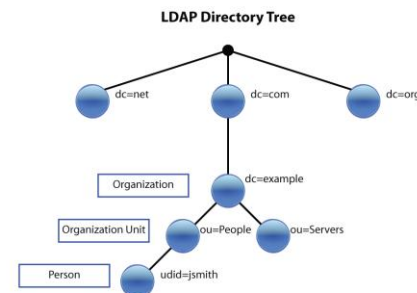 LDAP Directory Tree
dc=net
dc=com
dc=org
Organization
dc=example
Organization Unit
ou=People
ou=Servers
Person
udid=jsmith